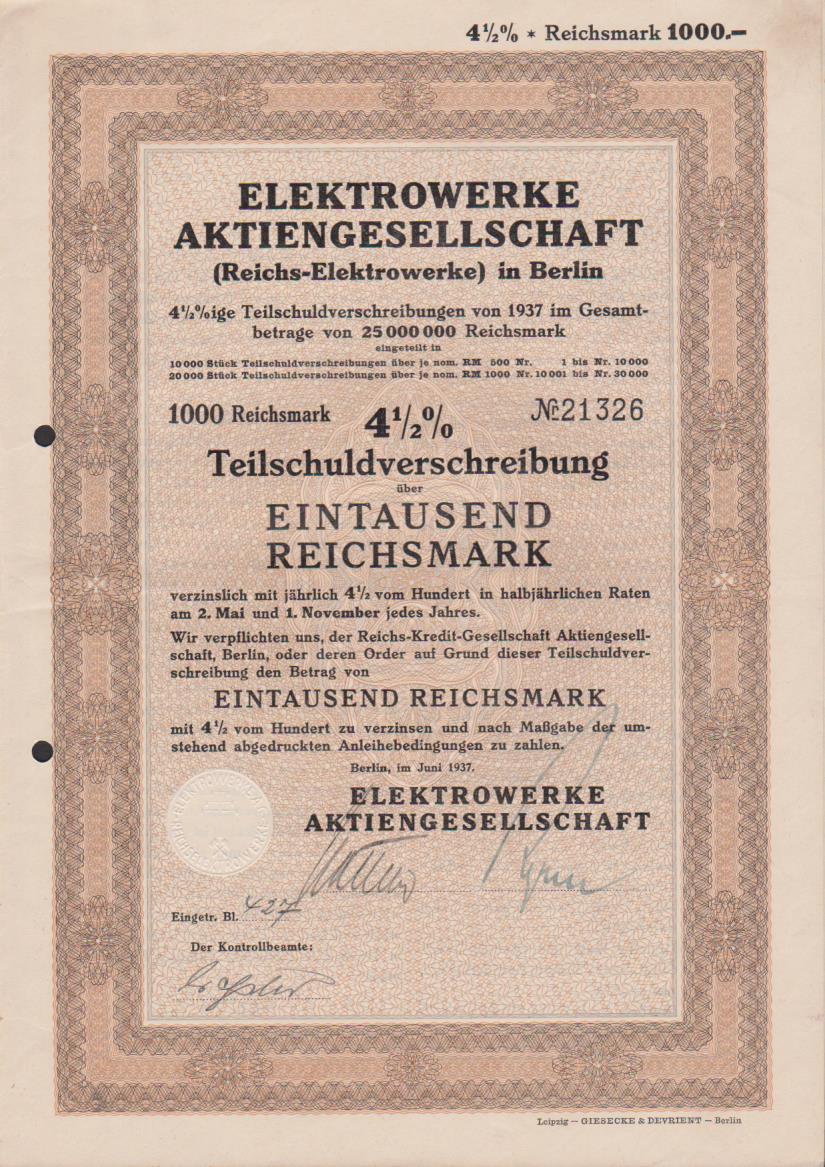 4½% * Reichsmark 1000.—
ELEKTROWERKE
AKTIENGESELLSCHAFT
(Reichs-Elektrowerke) in Berlin
4½%ige Teilschuldverschreibungen von 1937 im Gesamt-
betrage von 25 000 000 Reichsmark
eingeteilt in
10 000 Stück Teilschuldverschreibungen über je nom. RM 500 Nr. 1 bis Nr. 10 000
20 000 Stück Teilschuldverschreibungen über je nom. RM 1000 Nr. 10 001 bis Nr. 30 000
1000 Reichsmark 4½% № 21326
Teilschuldverschreibung
über
EINTAUSEND
REICHSMARK
verzinslich mit jährlich 4½ vom Hundert in halbjährlichen Raten
am 2. Mai und 1. November jedes Jahres.
Wir verpflichten uns, der Reichs-Kredit-Gesellschaft Aktiengesell-
schaft, Berlin, oder deren Order auf Grund dieser Teilschuldver-
schreibung den Betrag von
EINTAUSEND REICHSMARK
mit 4½ vom Hundert zu verzinsen und nach Maßgabe der um-
stehend abgedruckten Anleihebedingungen zu zahlen.
Berlin, im Juni 1937.
ELEKTROWERKE
AKTIENGESELLSCHAFT
Eingetr. Bl. 427
Der Kontrollbeamte:
Leipzig — GIESECKE & DEVRIENT — Berlin